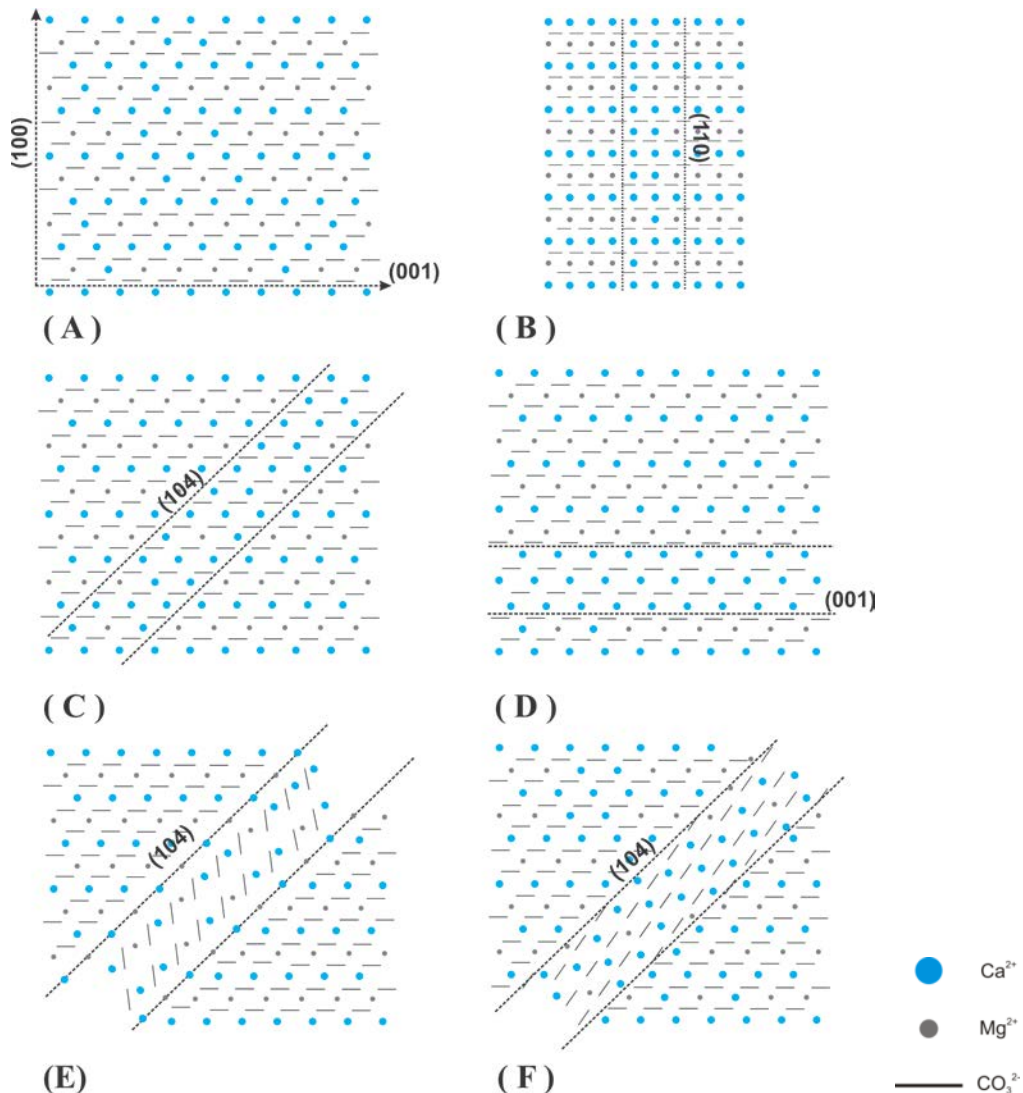 (100)
(001)
( A )
(110)
( B )
(104)
( C )
(001)
( D )
(104)
(E)
(104)
( F )
Ca2+
Mg2+
CO32-